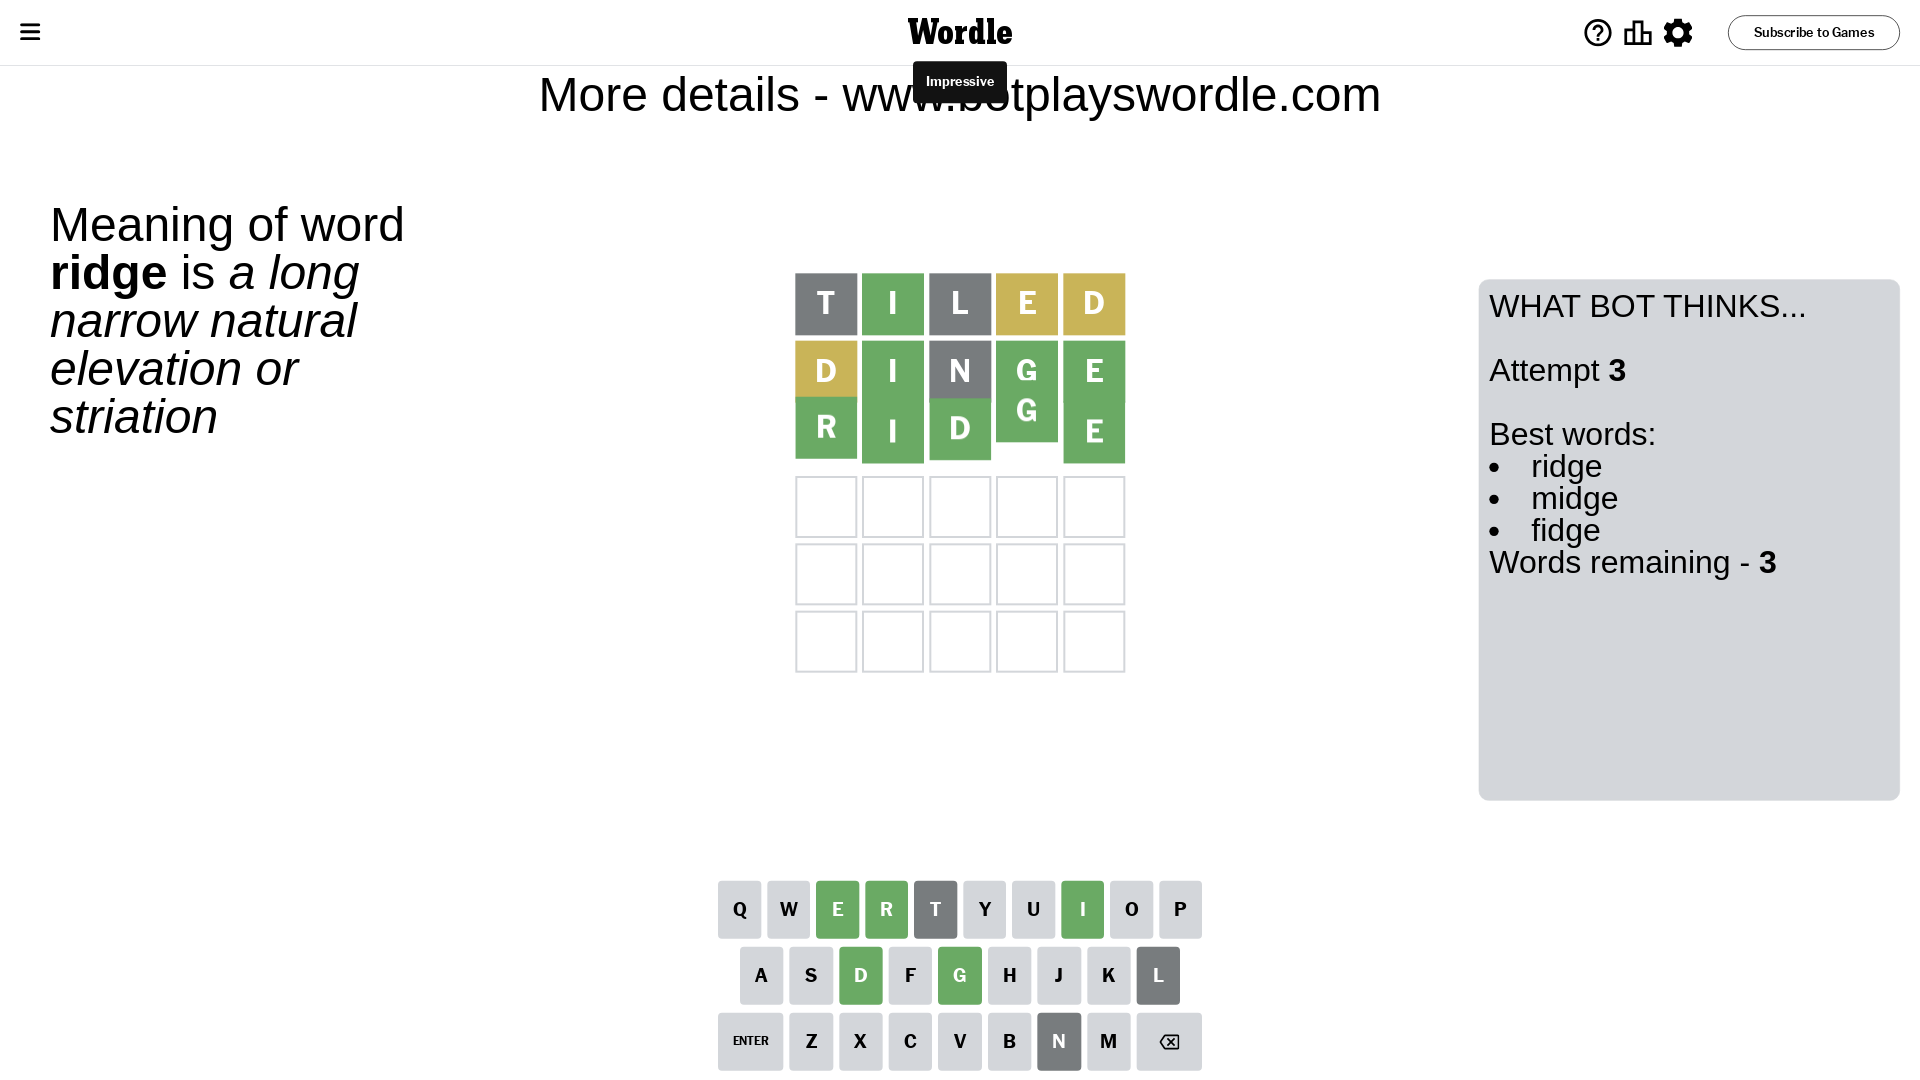 Wordle
Subscribe to Games
Impressive
More details - www.botplayswordle.com
Meaning of word
ridge is a long
narrow natural
elevation or
striation
T I L E D
D I N G E
R I D G E
WHAT BOT THINKS...
Attempt 3
Best words:
• ridge
• midge
• fidge
Words remaining - 3
Q W E R T Y U I O P
A S D F G H J K L
ENTER Z X C V B N M